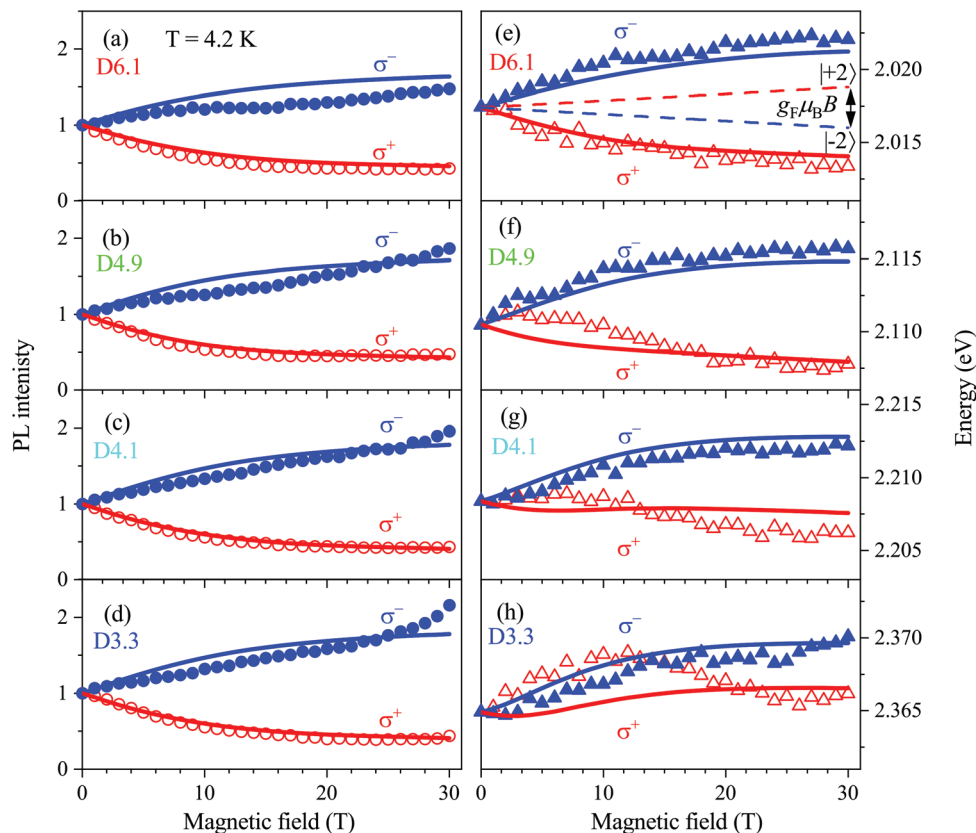 (a) T = 4.2 K
D6.1
σ⁻
σ⁺
2
1
0
(b)
D4.9
σ⁻
σ⁺
2
1
0
(c)
D4.1
σ⁻
σ⁺
2
1
0
(d)
D3.3
σ⁻
σ⁺
2
1
0
0 10 20 30
Magnetic field (T)
PL intenisty
(e)
D6.1
σ⁻
|+2⟩
g_Fμ_BB
|-2⟩
σ⁺
2.020
2.015
(f)
D4.9
σ⁻
σ⁺
2.115
2.110
(g)
D4.1
σ⁻
σ⁺
2.215
2.210
2.205
(h)
D3.3
σ⁻
σ⁺
2.370
2.365
0 10 20 30
Magnetic field (T)
Energy (eV)